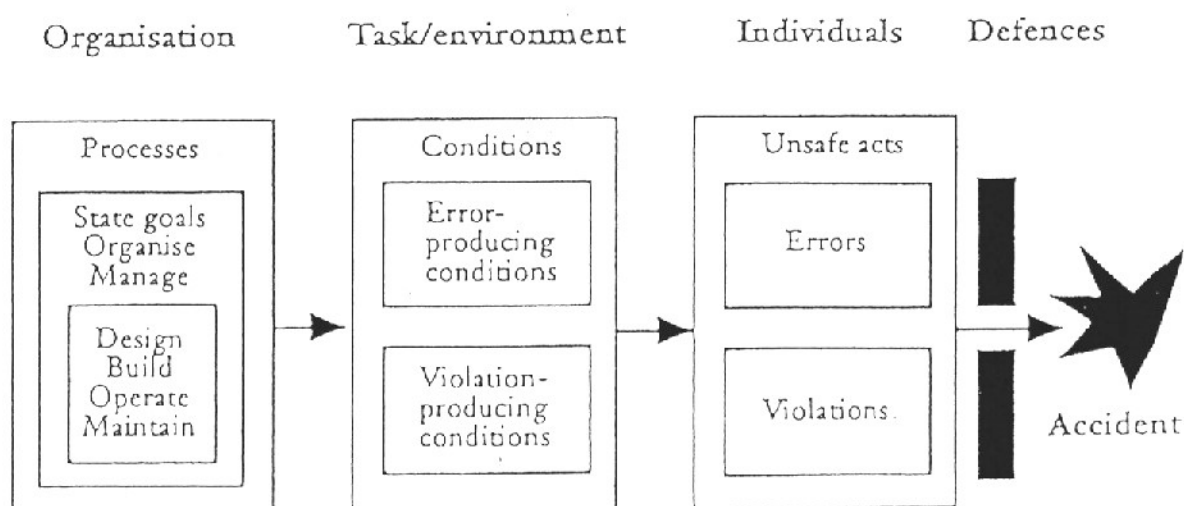 Organisation
Task/environment
Individuals
Defences
Processes
State goals
Organise
Manage
Design
Build
Operate
Maintain
Conditions
Error-
producing
conditions
Violation-
producing
conditions
Unsafe acts
Errors
Violations
Accident